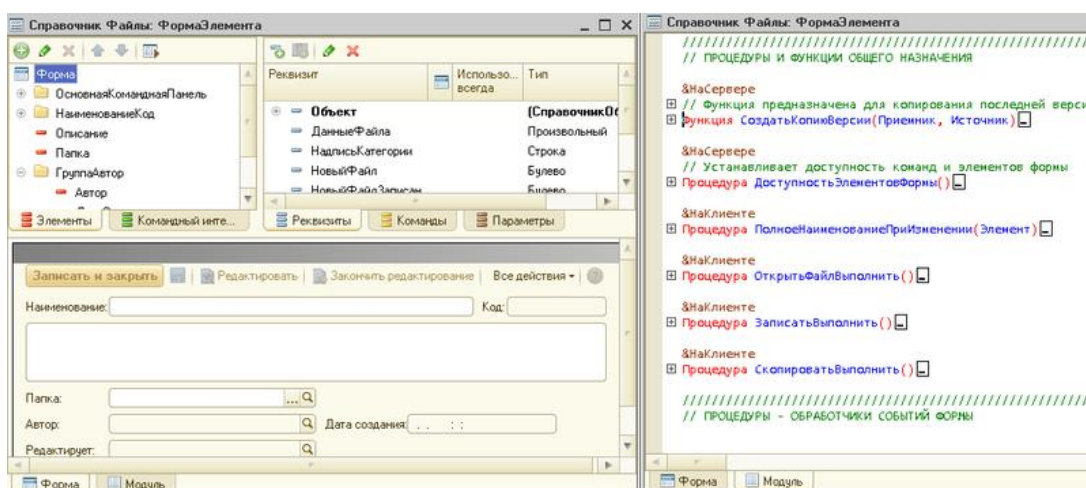 Справочник Файлы: ФормаЭлемента
Форма
ОсновнаяКоманднаяПанель
НаименованиеКод
Описание
Папка
ГруппаАвтор
Автор
Элементы
Командный инте...
Реквизит
Использо... всегда
Тип
Объект
(СправочникОб
ДанныеФайла
Произвольный
НадписьКатегории
Строка
НовыйФайл
Булево
НовыйФайлЗаписан
Булево
Реквизиты
Команды
Параметры
Записать и закрыть
Редактировать
Закончить редактирование
Все действия
Наименование:
Код:
Папка:
...
Автор:
Дата создания: . . : :
Редактирует:
Форма
Модуль
Справочник Файлы: ФормаЭлемента
////////////////////////////////////////////////////////////
// ПРОЦЕДУРЫ И ФУНКЦИИ ОБЩЕГО НАЗНАЧЕНИЯ
&НаСервере
// Функция предназначена для копирования последней верси
Функция СоздатьКопиюВерсии(Приемник, Источник)
&НаСервере
// Устанавливает доступность команд и элементов формы
Процедура ДоступностьЭлементовФормы()
&НаКлиенте
Процедура ПолноеНаименованиеПриИзменении(Элемент)
&НаКлиенте
Процедура ОткрытьФайлВыполнить()
&НаКлиенте
Процедура ЗаписатьВыполнить()
&НаКлиенте
Процедура СкопироватьВыполнить()
////////////////////////////////////////////////////////////
// ПРОЦЕДУРЫ - ОБРАБОТЧИКИ СОБЫТИЙ ФОРМЫ
Форма
Модуль